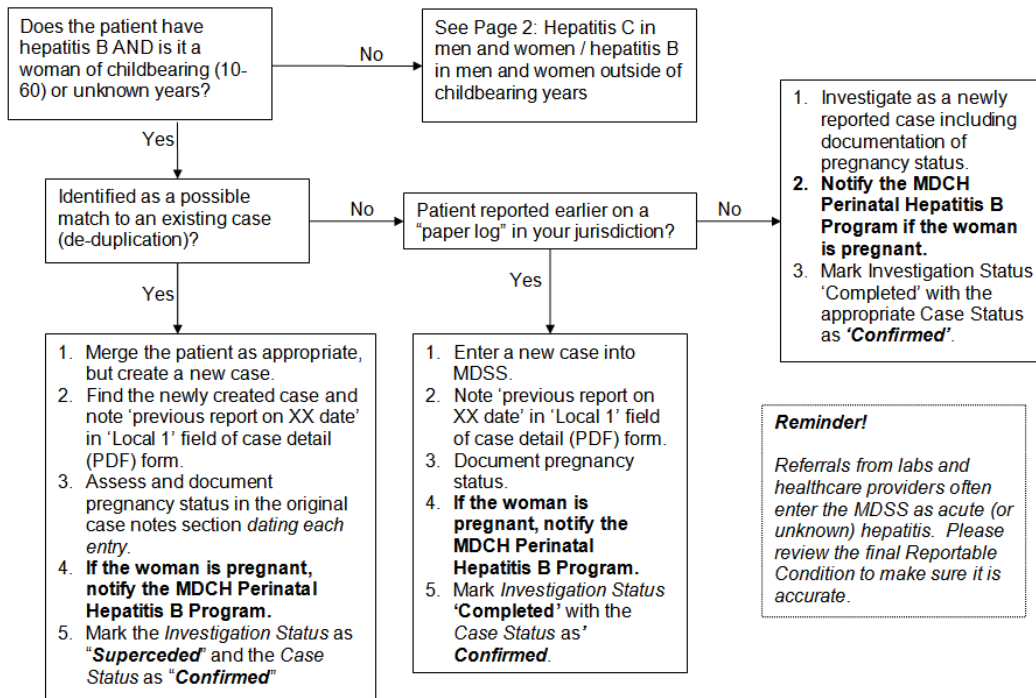 Does the patient have
hepatitis B AND is it a
woman of childbearing (10-
60) or unknown years?
No
See Page 2: Hepatitis C in
men and women / hepatitis B
in men and women outside of
childbearing years
Yes
Identified as a possible
match to an existing case
(de-duplication)?
No
Patient reported earlier on a
“paper log” in your jurisdiction?
No
1. Investigate as a newly
reported case including
documentation of
pregnancy status.
2. Notify the MDCH
Perinatal Hepatitis B
Program if the woman
is pregnant.
3. Mark Investigation Status
‘Completed’ with the
appropriate Case Status
as ‘Confirmed’.
Yes
Yes
1. Merge the patient as appropriate,
but create a new case.
2. Find the newly created case and
note ‘previous report on XX date’
in ‘Local 1’ field of case detail
(PDF) form.
3. Assess and document
pregnancy status in the original
case notes section dating each
entry.
4. If the woman is pregnant,
notify the MDCH Perinatal
Hepatitis B Program.
5. Mark the Investigation Status as
“Superceded” and the Case
Status as “Confirmed”
1. Enter a new case into
MDSS.
2. Note ‘previous report on
XX date’ in ‘Local 1’ field
of case detail (PDF) form.
3. Document pregnancy
status.
4. If the woman is
pregnant, notify the
MDCH Perinatal
Hepatitis B Program.
5. Mark Investigation Status
‘Completed’ with the
Case Status as’
Confirmed.
Reminder!
Referrals from labs and
healthcare providers often
enter the MDSS as acute (or
unknown) hepatitis. Please
review the final Reportable
Condition to make sure it is
accurate.